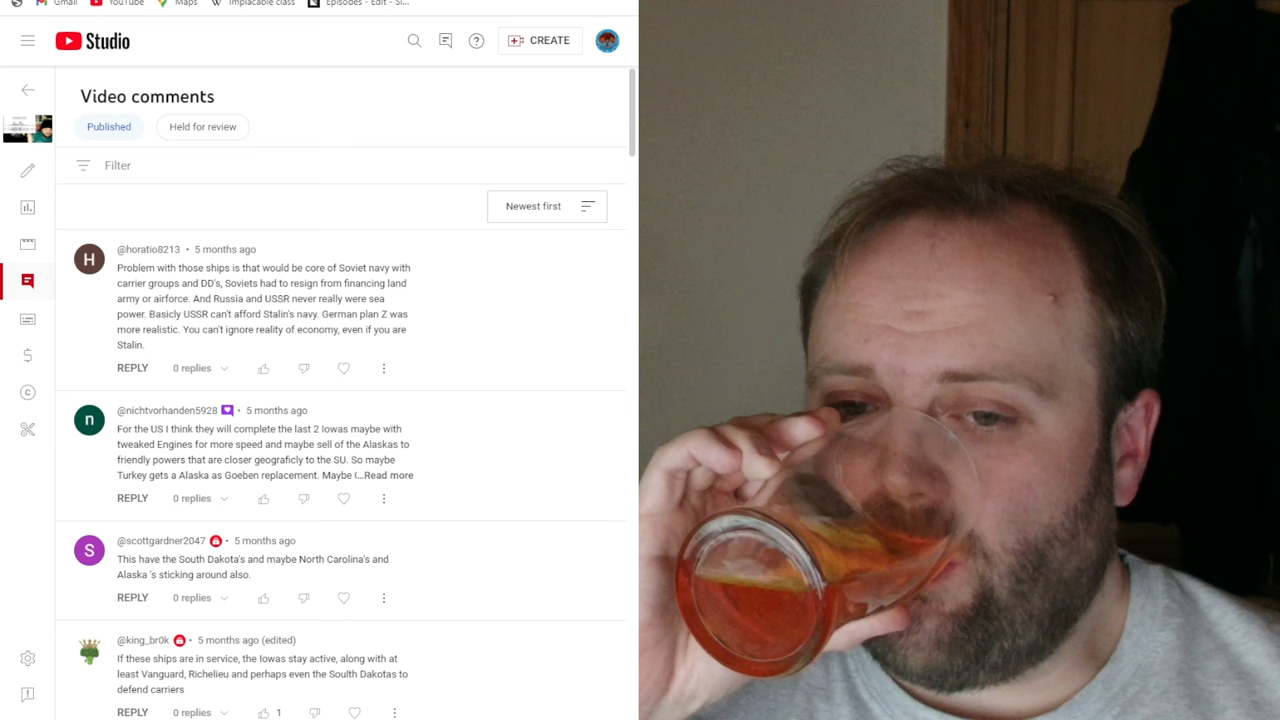 Gmail YouTube Maps Implacable class Episodes - Edit - Si...
Studio
CREATE
Video comments
Published Held for review
Filter
Newest first
H @horatio8213 • 5 months ago
Problem with those ships is that would be core of Soviet navy with
carrier groups and DD's, Soviets had to resign from financing land
army or airforce. And Russia and USSR never really were sea
power. Basicly USSR can't afford Stalin's navy. German plan Z was
more realistic. You can't ignore reality of economy, even if you are
Stalin.
REPLY 0 replies
n @nichtvorhanden5928 • 5 months ago
For the US I think they will complete the last 2 Iowas maybe with
tweaked Engines for more speed and maybe sell of the Alaskas to
friendly powers that are closer geograficly to the SU. So maybe
Turkey gets a Alaska as Goeben replacement. Maybe (...Read more
REPLY 0 replies
S @scottgardner2047 • 5 months ago
This have the South Dakota's and maybe North Carolina's and
Alaska 's sticking around also.
REPLY 0 replies
@king_br0k • 5 months ago (edited)
If these ships are in service, the Iowas stay active, along with at
least Vanguard, Richelieu and perhaps even the Soulth Dakotas to
defend carriers
REPLY 0 replies 1